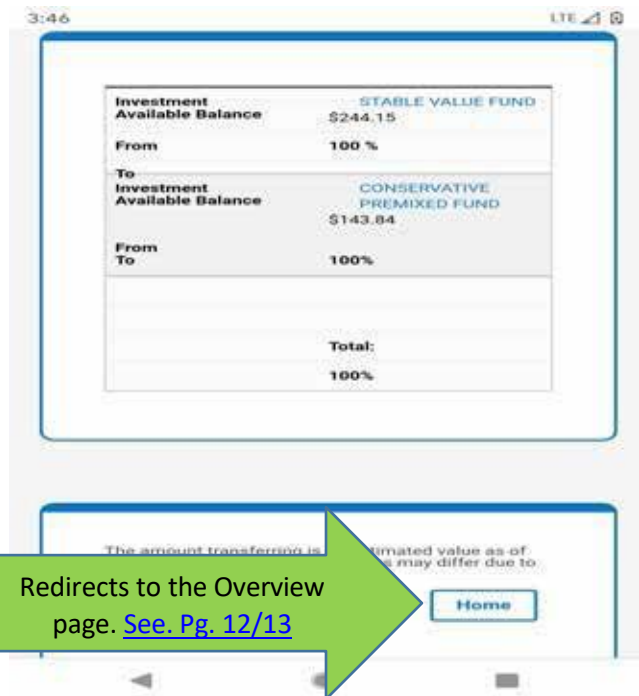 3:46 LTE
Investment STABLE VALUE FUND
Available Balance $244.15
From 100 %
To
Investment CONSERVATIVE
Available Balance PREMIXED FUND
$143.84
From
To 100%
Total:
100%
The amount transferring is timated value as of
s may differ due to
Redirects to the Overview
page. See. Pg. 12/13
Home